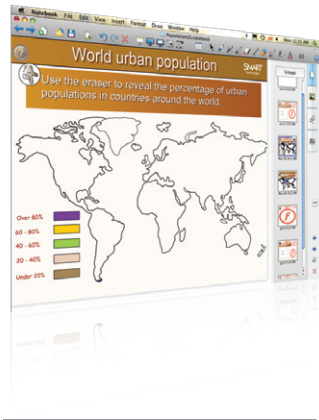 Notebook File Edit View Insert Format Draw Window Help
World urban population
SMART
Use the eraser to reveal the percentage of urban
populations in countries around the world.
Over 80%
60 - 80%
40 - 60%
20 - 40%
Under 20%